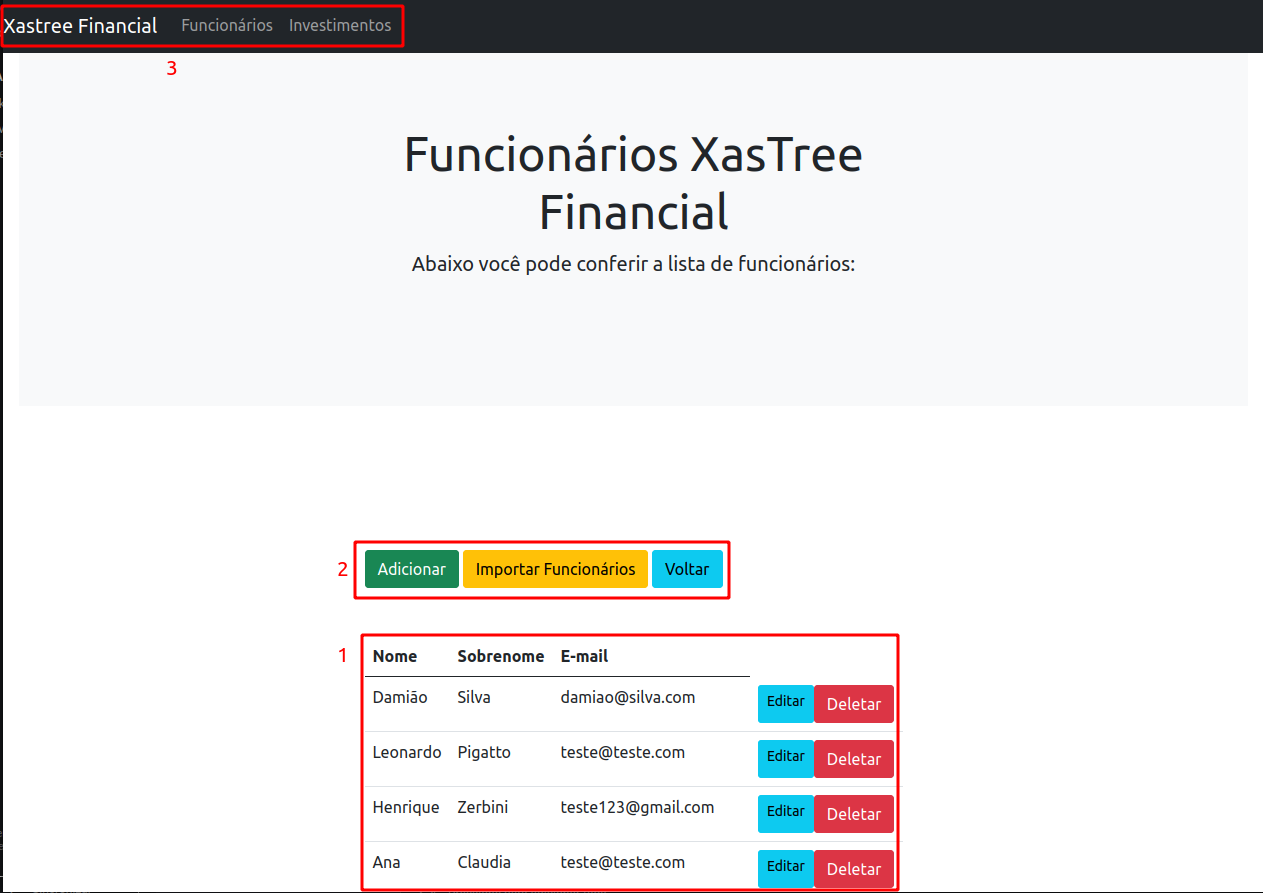 Xastree Financial Funcionários Investimentos
3
Funcionários XasTree
Financial
Abaixo você pode conferir a lista de funcionários:
2 Adicionar Importar Funcionários Voltar
1 Nome Sobrenome E-mail
Damião Silva damiao@silva.com Editar Deletar
Leonardo Pigatto teste@teste.com Editar Deletar
Henrique Zerbini teste123@gmail.com Editar Deletar
Ana Claudia teste@teste.com Editar Deletar